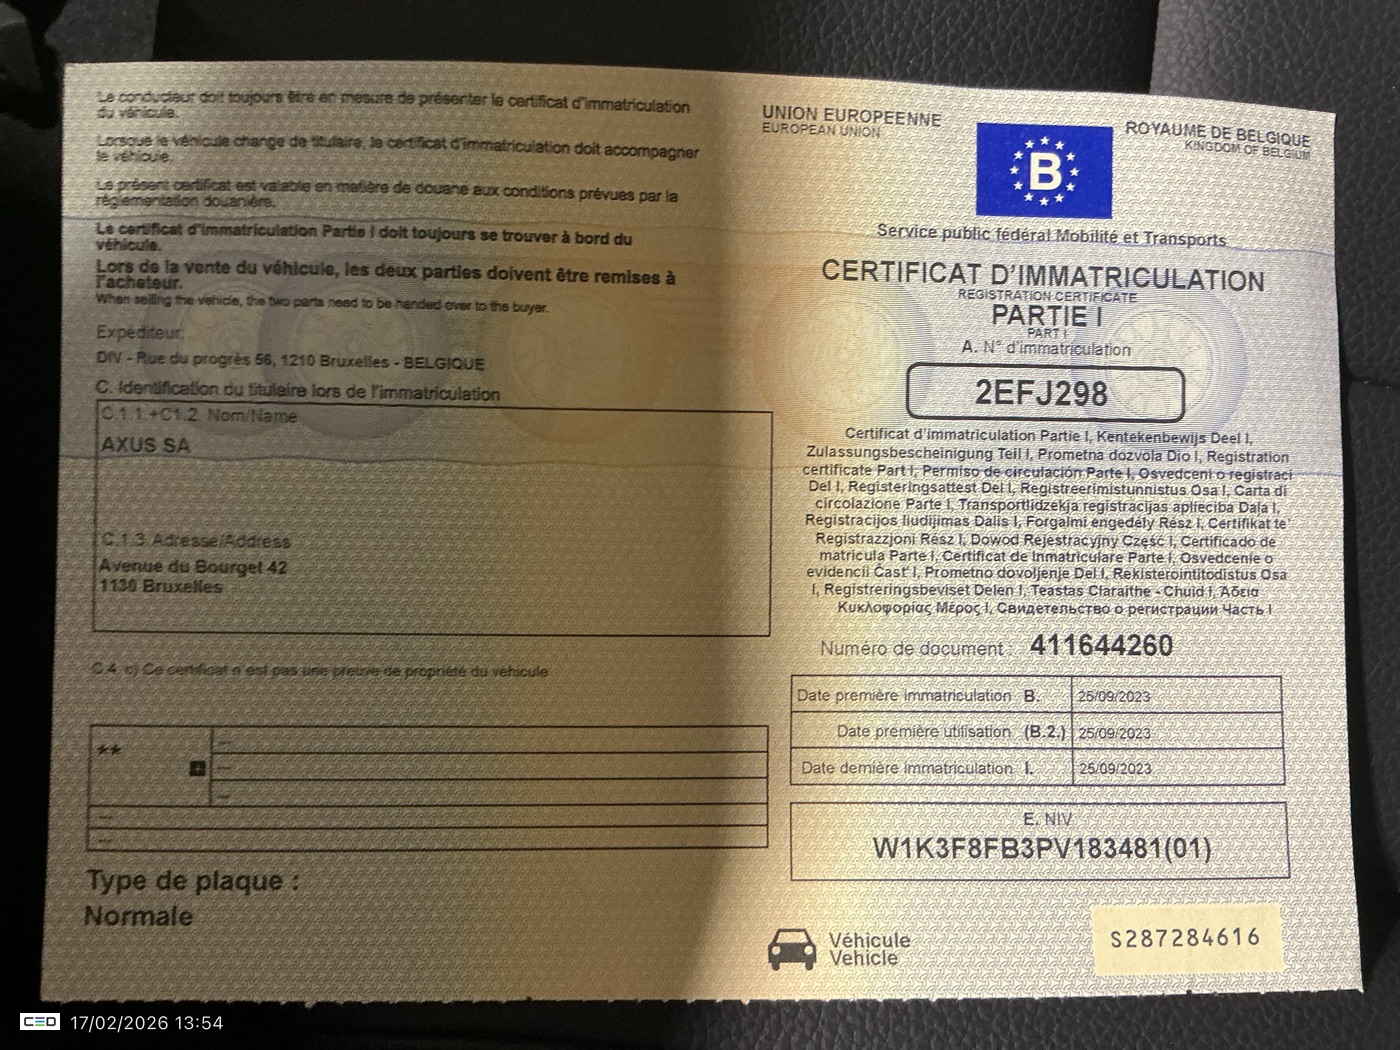 Le conducteur doit toujours être en mesure de présenter le certificat d'immatriculation
du véhicule.
Lorsque le véhicule change de titulaire, le certificat d'immatriculation doit accompagner
le véhicule.
Le présent certificat est valable en matière de douane aux conditions prévues par la
réglementation douanière.
Le certificat d'immatriculation Partie I doit toujours se trouver à bord du
véhicule.
Lors de la vente du véhicule, les deux parties doivent être remises à
l'acheteur.
When selling the vehicle, the two parts need to be handed over to the buyer.
Expéditeur:
DIV - Rue du progrès 56, 1210 Bruxelles - BELGIQUE
C. Identification du titulaire lors de l'immatriculation
C.1.1.+C1.2. Nom/Name
AXUS SA
C.1.3 Adresse/Address
Avenue du Bourget 42
1130 Bruxelles
C.4. c) Ce certificat n'est pas une preuve de propriété du véhicule
**
+
---
---
---
---
---
Type de plaque :
Normale
UNION EUROPEENNE
EUROPEAN UNION
B
ROYAUME DE BELGIQUE
KINGDOM OF BELGIUM
Service public fédéral Mobilité et Transports
CERTIFICAT D'IMMATRICULATION
REGISTRATION CERTIFICATE
PARTIE I
PART I
A. N° d'immatriculation
2EFJ298
Certificat d'immatriculation Partie I, Kentekenbewijs Deel I,
Zulassungsbescheinigung Teil I, Prometna dozvola Dio I, Registration
certificate Part I, Permiso de circulación Parte I, Osvedceni o registraci
Del I, Registeringsattest Del I, Registreerimistunnistus Osa I, Carta di
circolazione Parte I, Transportlidzekja registracijas aplieciba Dala I,
Registracijos liudijimas Dalis I, Forgalmi engedély Rész I, Certifikat te'
Registrazzjoni Rész I, Dowod Rejestracyjny Część I, Certificado de
matricula Parte I, Certificat de Inmatriculare Parte I, Osvedcenie o
evidencii Čast' I, Prometno dovoljenje Del I, Rekisterointitodistus Osa
I, Registreringsbeviset Delen I, Teastas Claraithe - Chuid I, Αδεια
Κυκλοφορίας Μέρος I, Свидетельство о регистрации Часть I
Numéro de document : 411644260
Date première immatriculation B. 25/09/2023
Date première utilisation (B.2.) 25/09/2023
Date dernière immatriculation I. 25/09/2023
E. NIV
W1K3F8FB3PV183481(01)
Véhicule
Vehicle
S287284616
CED 17/02/2026 13:54